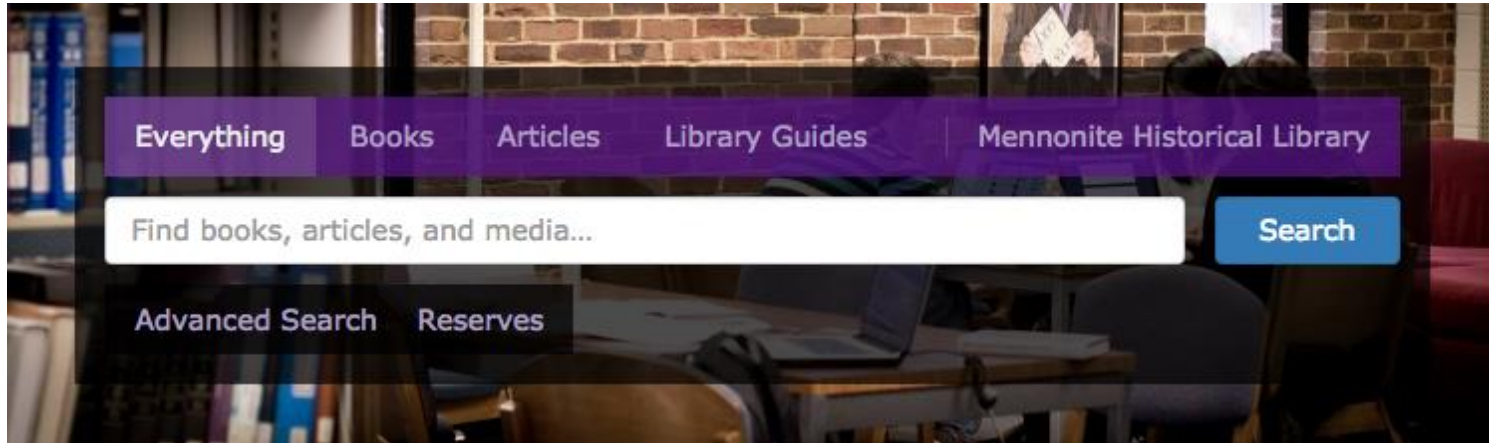 Everything Books Articles Library Guides Mennonite Historical Library
Find books, articles, and media...
Search
Advanced Search Reserves